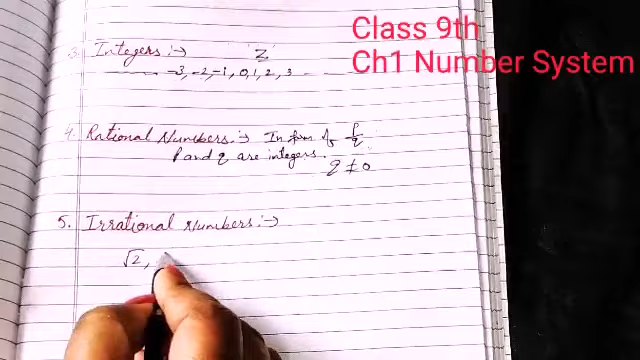 Class 9th
Ch1 Number System
3. Integers :→ 'Z'
-------- -3, -2, -1, 0, 1, 2, 3 - - -
4. Rational Numbers :→ In form of p/q
p and q are integers.
q ≠ 0
5. Irrational Numbers :→
√2,